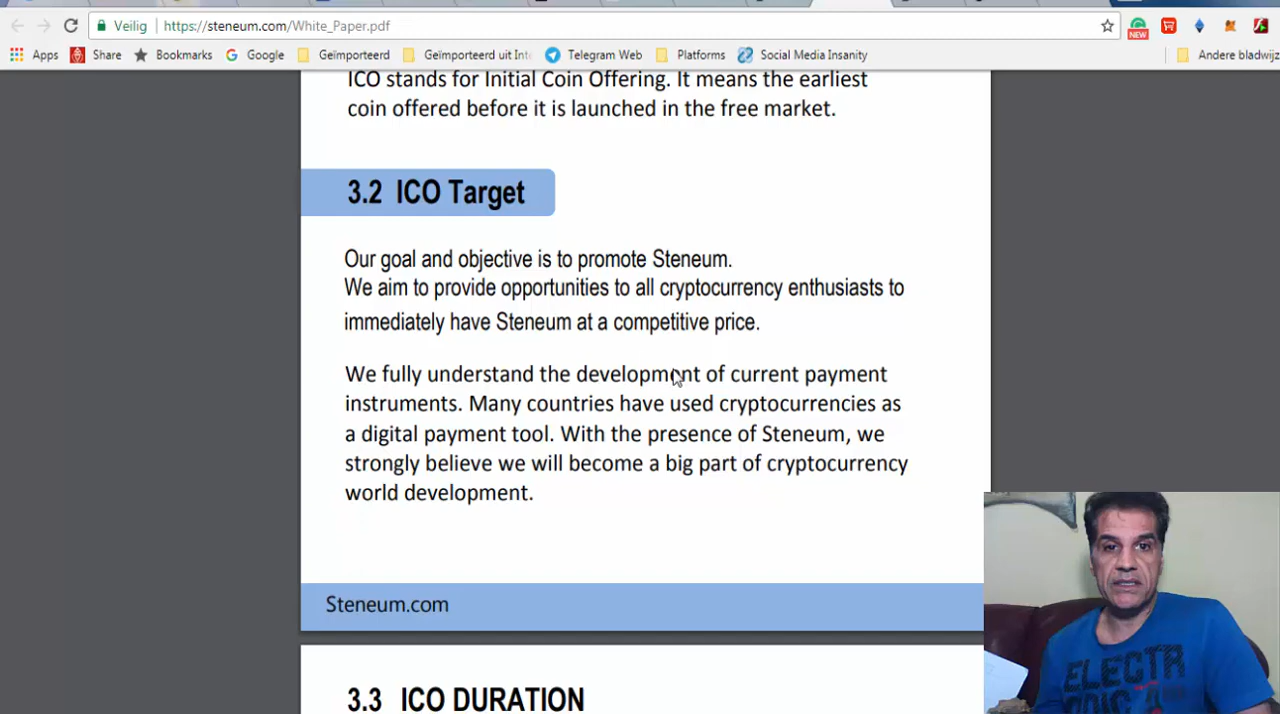 Veilig
https://steneum.com/White_Paper.pdf
NEW
Apps
Share
Bookmarks
G Google
Geïmporteerd
Geïmporteerd uit Inte
Telegram Web
Platforms
Social Media Insanity
Andere bladwijz
ICO stands for Initial Coin Offering. It means the earliest
coin offered before it is launched in the free market.
3.2 ICO Target
Our goal and objective is to promote Steneum.
We aim to provide opportunities to all cryptocurrency enthusiasts to
immediately have Steneum at a competitive price.
We fully understand the development of current payment
instruments. Many countries have used cryptocurrencies as
a digital payment tool. With the presence of Steneum, we
strongly believe we will become a big part of cryptocurrency
world development.
Steneum.com
3.3 ICO DURATION
ELECTR